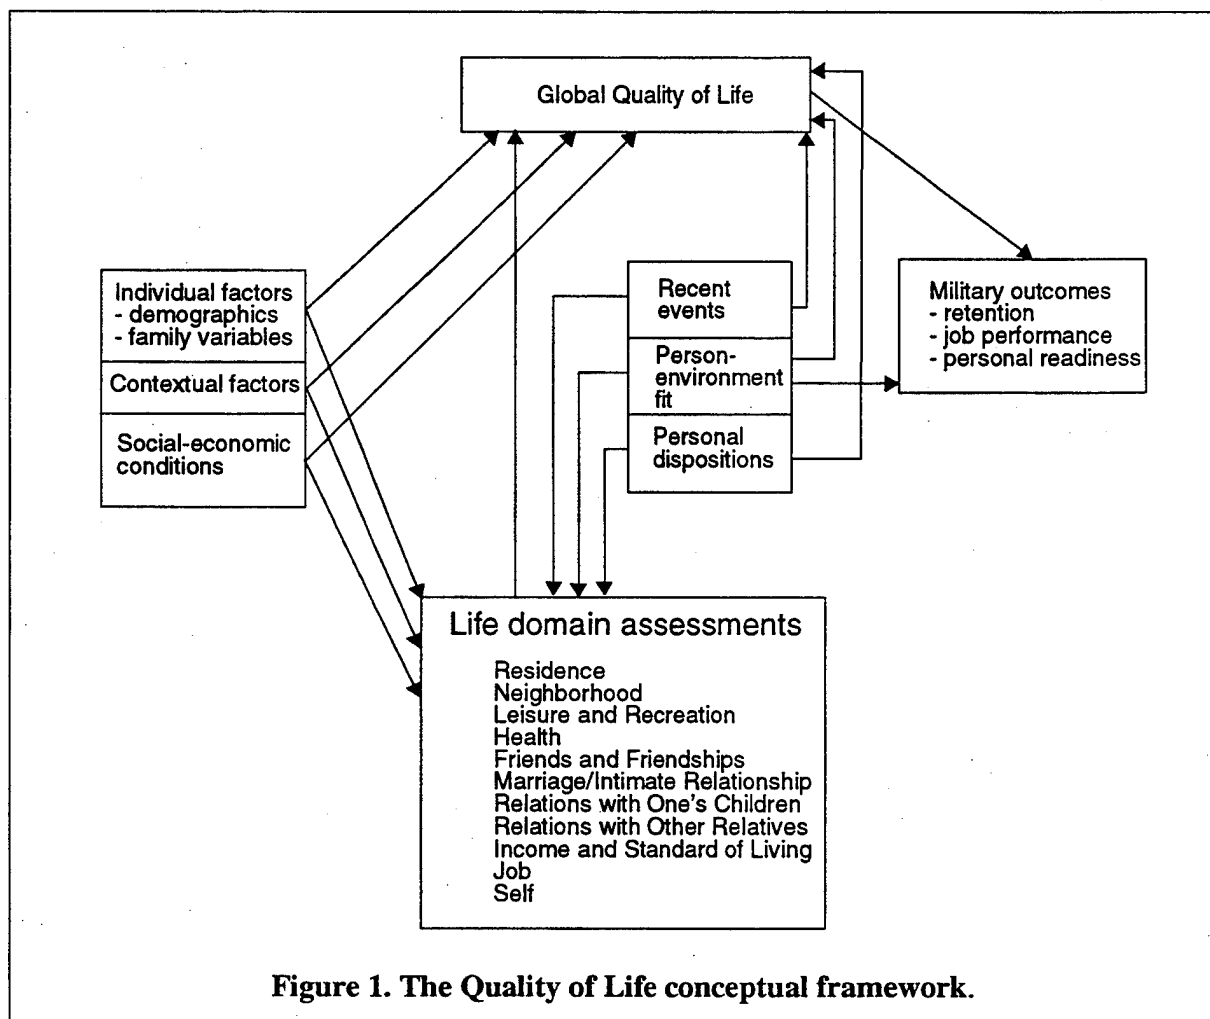 Global Quality of Life
Individual factors
- demographics
- family variables
Contextual factors
Social-economic
conditions
Recent
events
Person-
environment
fit
Personal
dispositions
Military outcomes
- retention
- job performance
- personal readiness
Life domain assessments
Residence
Neighborhood
Leisure and Recreation
Health
Friends and Friendships
Marriage/Intimate Relationship
Relations with One's Children
Relations with Other Relatives
Income and Standard of Living
Job
Self
Figure 1. The Quality of Life conceptual framework.